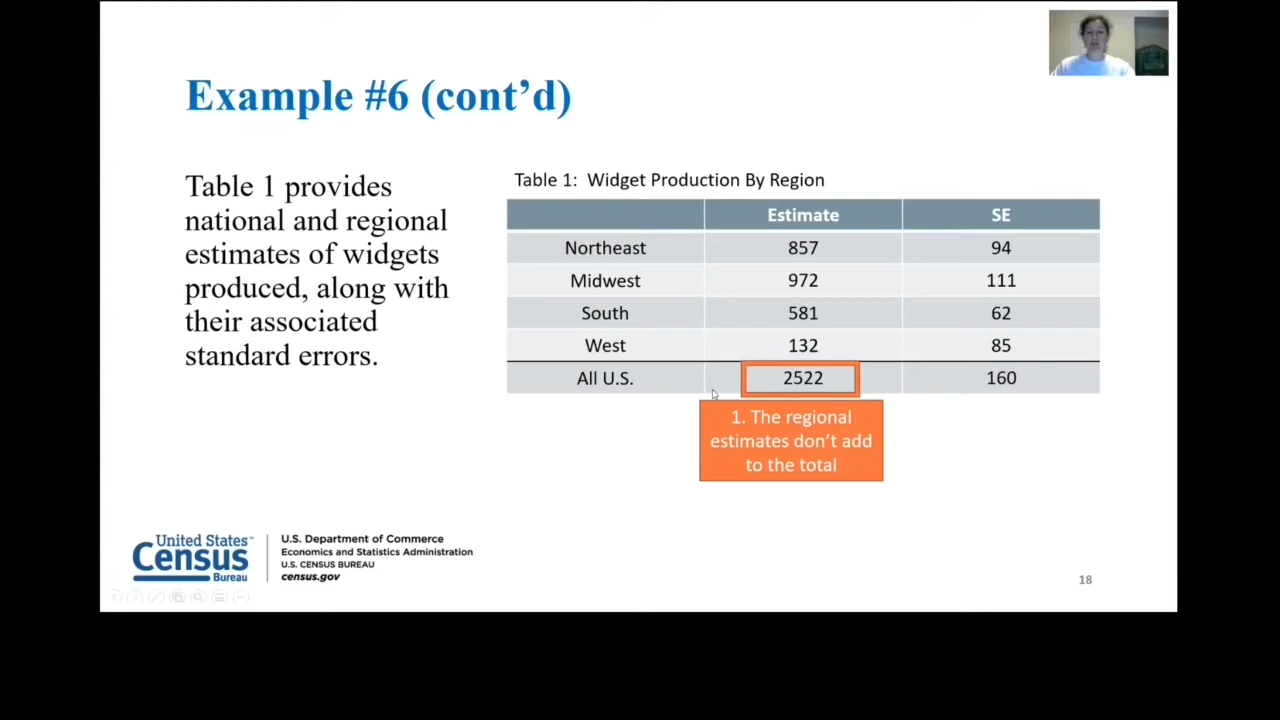 Example #6 (cont’d)
Table 1 provides
national and regional
estimates of widgets
produced, along with
their associated
standard errors.
Table 1: Widget Production By Region
Estimate SE
Northeast 857 94
Midwest 972 111
South 581 62
West 132 85
All U.S. 2522 160
1. The regional
estimates don’t add
to the total
United States™
Census
Bureau
U.S. Department of Commerce
Economics and Statistics Administration
U.S. CENSUS BUREAU
census.gov
18